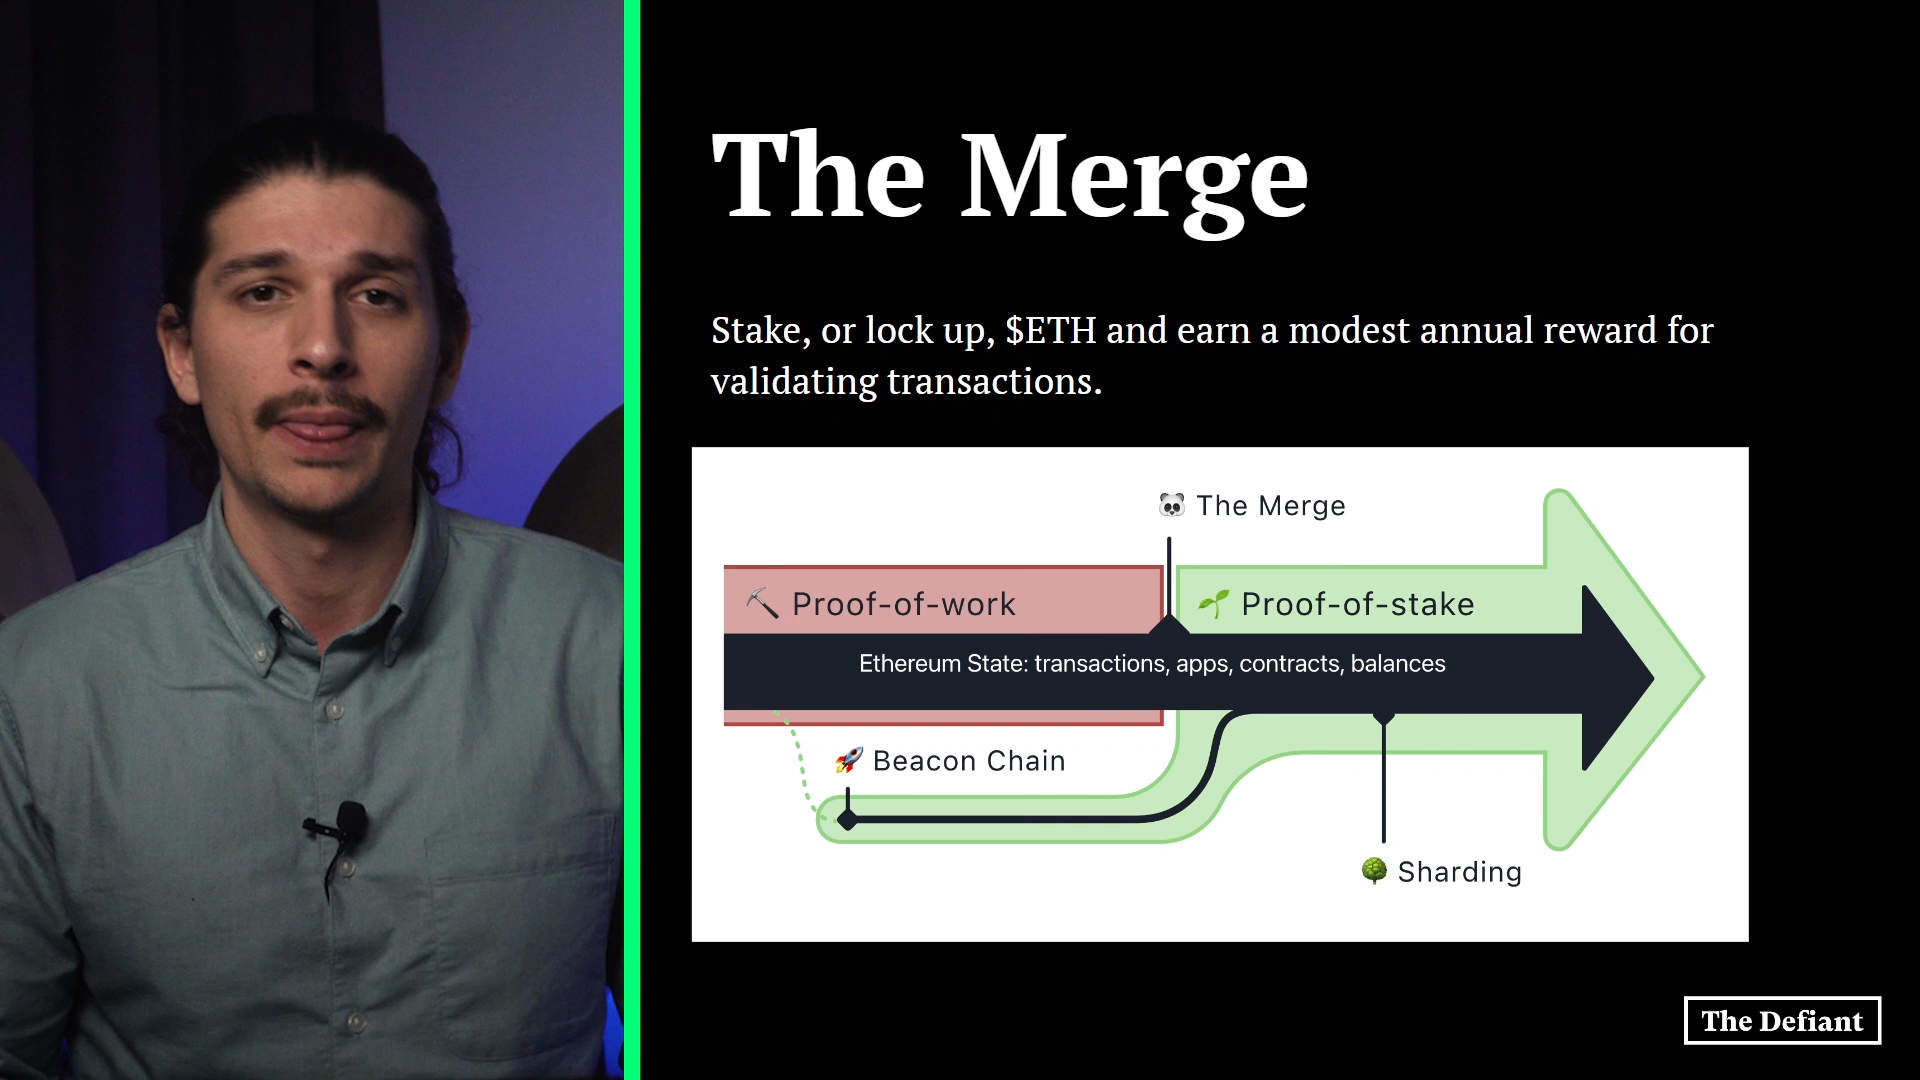 The Merge
Stake, or lock up, $ETH and earn a modest annual reward for
validating transactions.
The Merge
Proof-of-work
Proof-of-stake
Ethereum State: transactions, apps, contracts, balances
Beacon Chain
Sharding
The Defiant